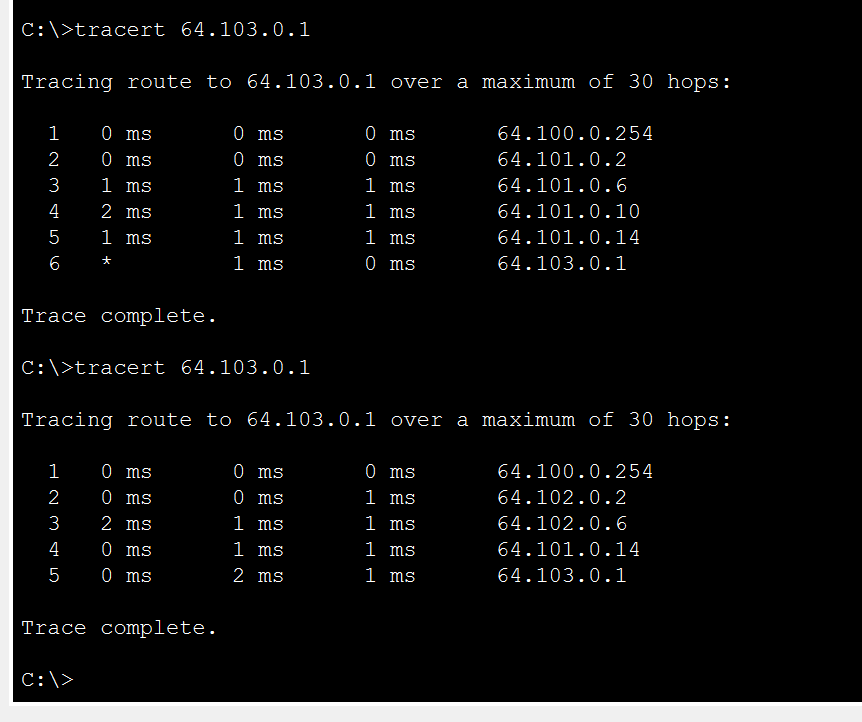 C:\>tracert 64.103.0.1
Tracing route to 64.103.0.1 over a maximum of 30 hops:
1 0 ms 0 ms 0 ms 64.100.0.254
2 0 ms 0 ms 0 ms 64.101.0.2
3 1 ms 1 ms 1 ms 64.101.0.6
4 2 ms 1 ms 1 ms 64.101.0.10
5 1 ms 1 ms 1 ms 64.101.0.14
6 * 1 ms 0 ms 64.103.0.1
Trace complete.
C:\>tracert 64.103.0.1
Tracing route to 64.103.0.1 over a maximum of 30 hops:
1 0 ms 0 ms 0 ms 64.100.0.254
2 0 ms 0 ms 1 ms 64.102.0.2
3 2 ms 1 ms 1 ms 64.102.0.6
4 0 ms 1 ms 1 ms 64.101.0.14
5 0 ms 2 ms 1 ms 64.103.0.1
Trace complete.
C:\>